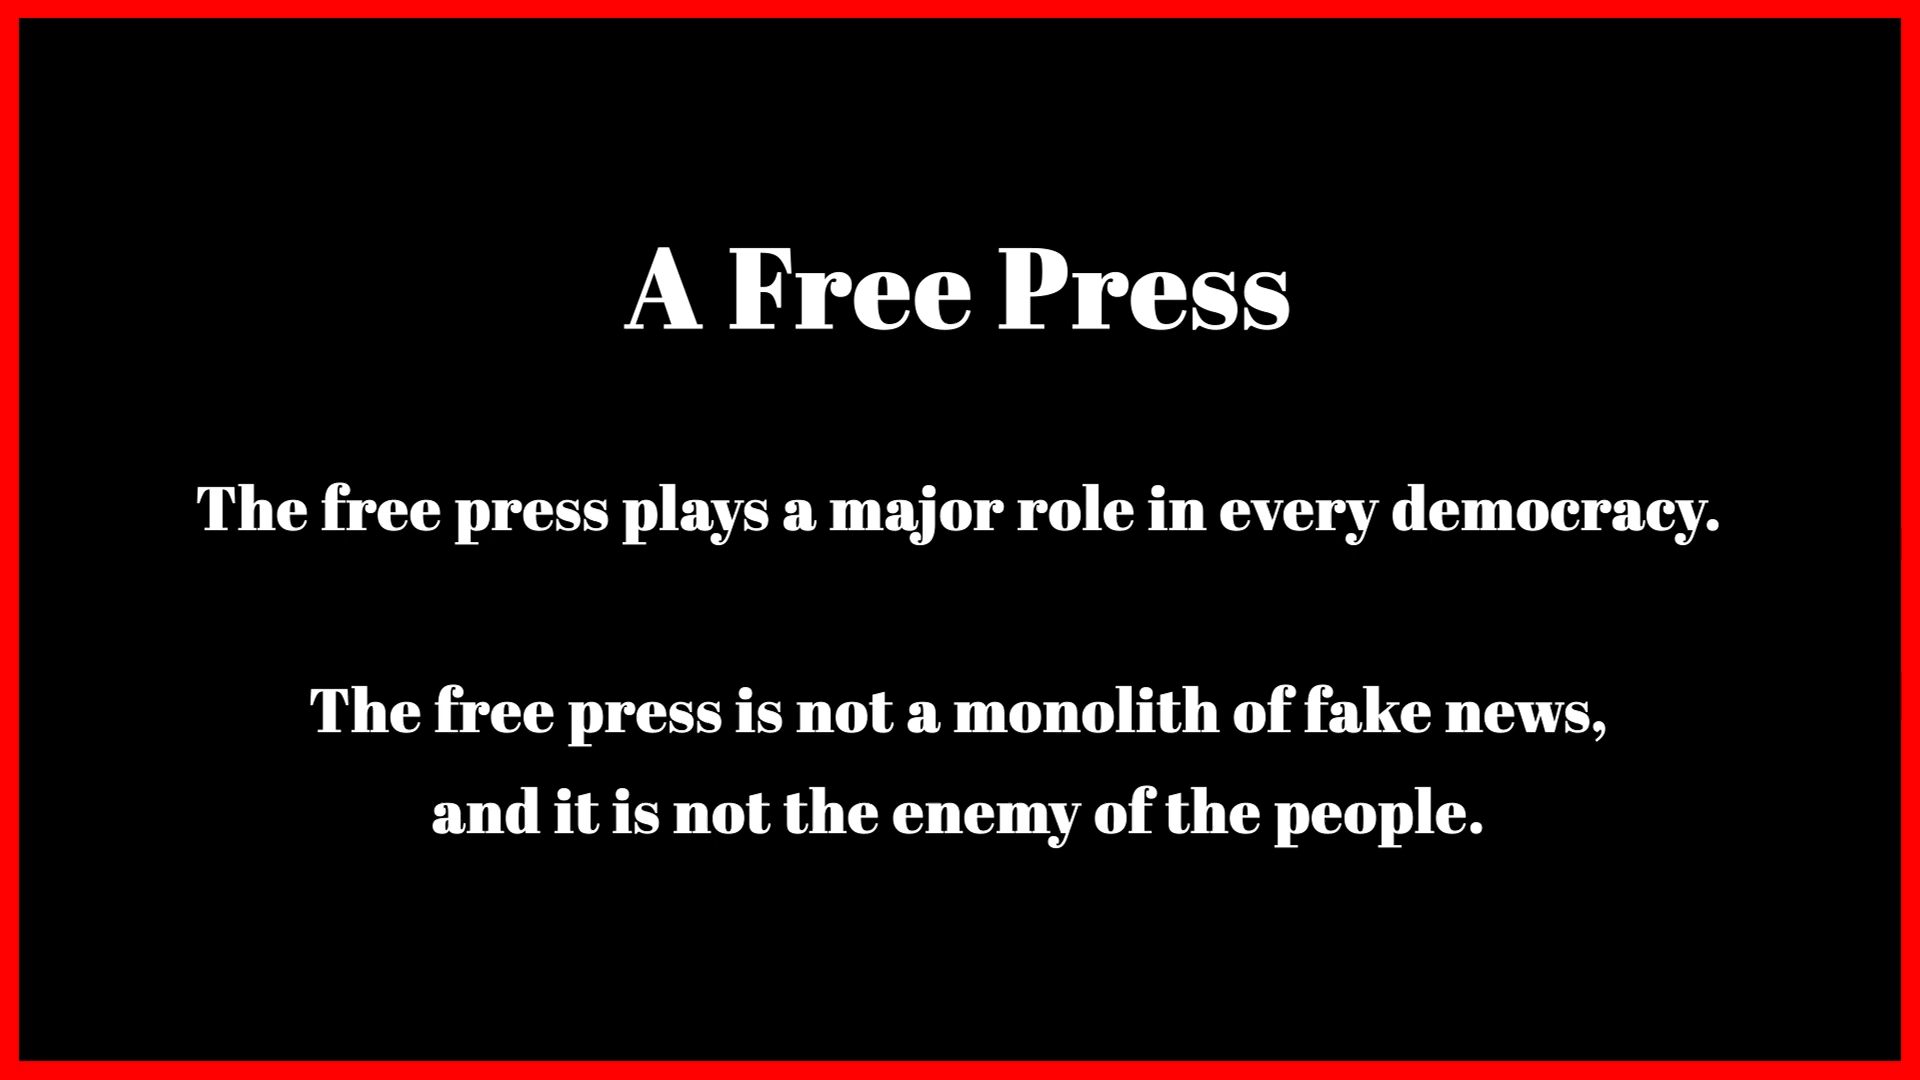 A Free Press
The free press plays a major role in every democracy.
The free press is not a monolith of fake news,
and it is not the enemy of the people.